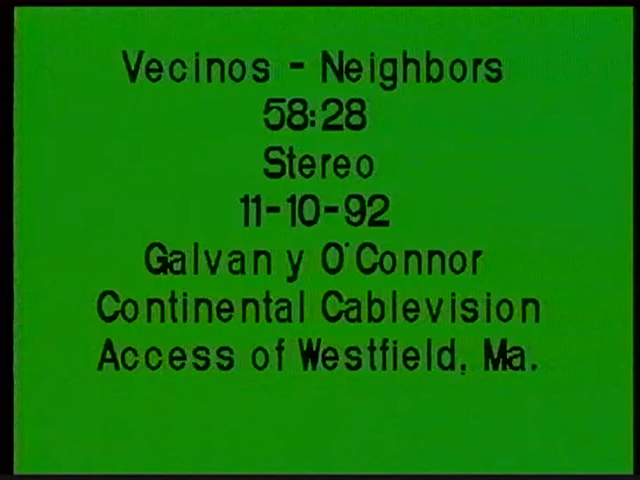 Vecinos - Neighbors
58:28
Stereo
11-10-92
Galvan y O'Connor
Continental Cablevision
Access of Westfield, Ma.